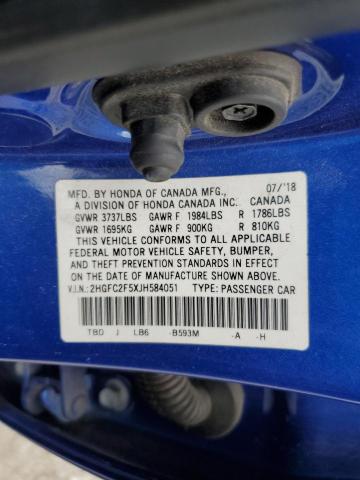 MFD. BY HONDA OF CANADA MFG., 07/'18
A DIVISION OF HONDA CANADA INC. CANADA
GVWR 3737LBS GAWR F 1984LBS R 1786LBS
GVWR 1695KG GAWR F 900KG R 810KG
THIS VEHICLE CONFORMS TO ALL APPLICABLE
FEDERAL MOTOR VEHICLE SAFETY, BUMPER,
AND THEFT PREVENTION STANDARDS IN EFFECT
ON THE DATE OF MANUFACTURE SHOWN ABOVE.
V.I.N.: 2HGFC2F5XJH584051 TYPE: PASSENGER CAR
TBD J LB6 -B593M -A -H